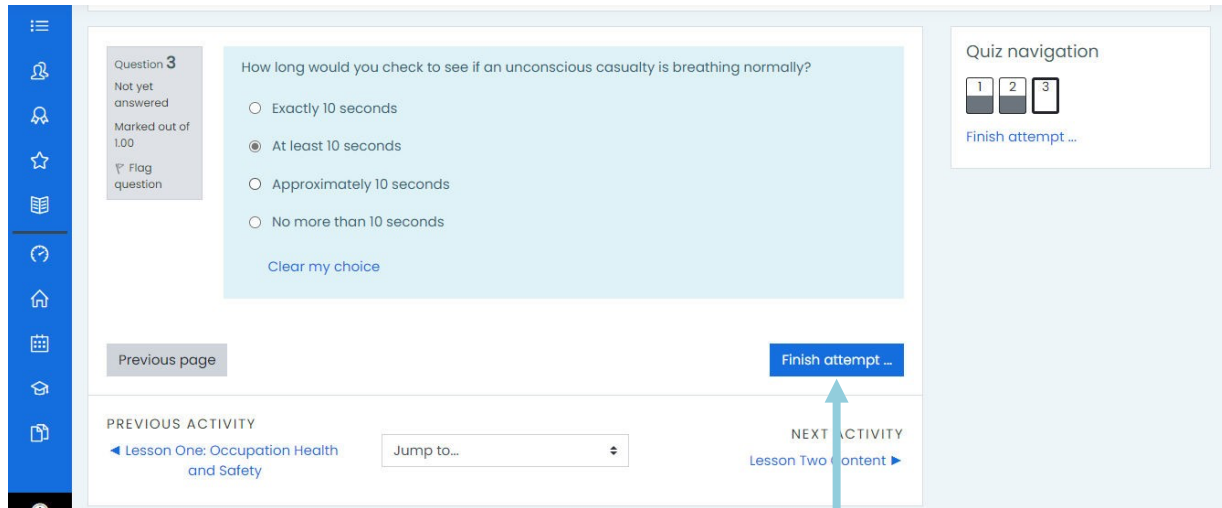 Question 3
Not yet
answered
Marked out of
1.00
Flag
question
How long would you check to see if an unconscious casualty is breathing normally?
Exactly 10 seconds
At least 10 seconds
Approximately 10 seconds
No more than 10 seconds
Clear my choice
Previous page
Finish attempt ...
PREVIOUS ACTIVITY
◄ Lesson One: Occupation Health
and Safety
Jump to...
NEXT ACTIVITY
Lesson Two Content ►
Quiz navigation
1 2 3
Finish attempt ...